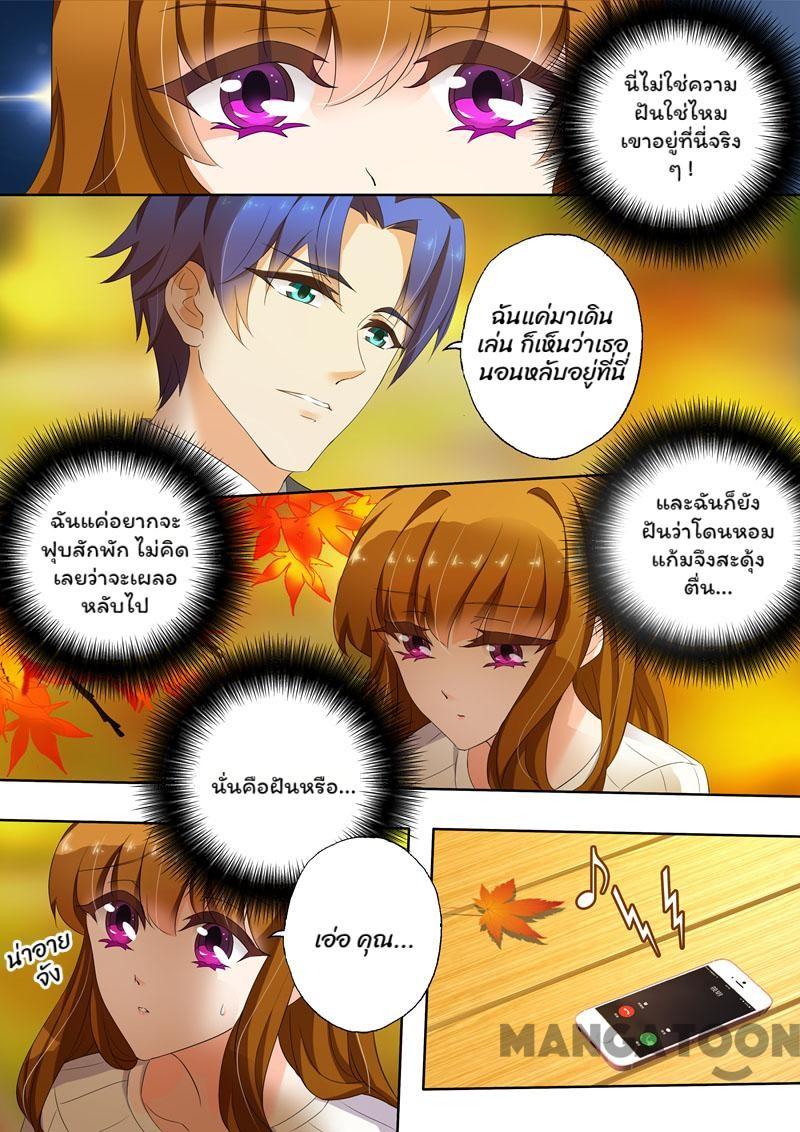 นี่ไม่ใช่ความ
ฝันใช่ไหม
เขาอยู่ที่นี่จริง
ๆ !
ฉันแค่มาเดิน
เล่น ก็เห็นว่าเธอ
นอนหลับอยู่ที่นี่
ฉันแค่อยากจะ
ฟุบสักพัก ไม่คิด
เลยว่าจะเผลอ
หลับไป
และฉันก็ยัง
ฝันว่าโดนหอม
แก้มจึงสะดุ้ง
ตื่น...
นั่นคือฝันหรือ...
น่าอาย
จัง
เอ่อ คุณ...
MANGATOON